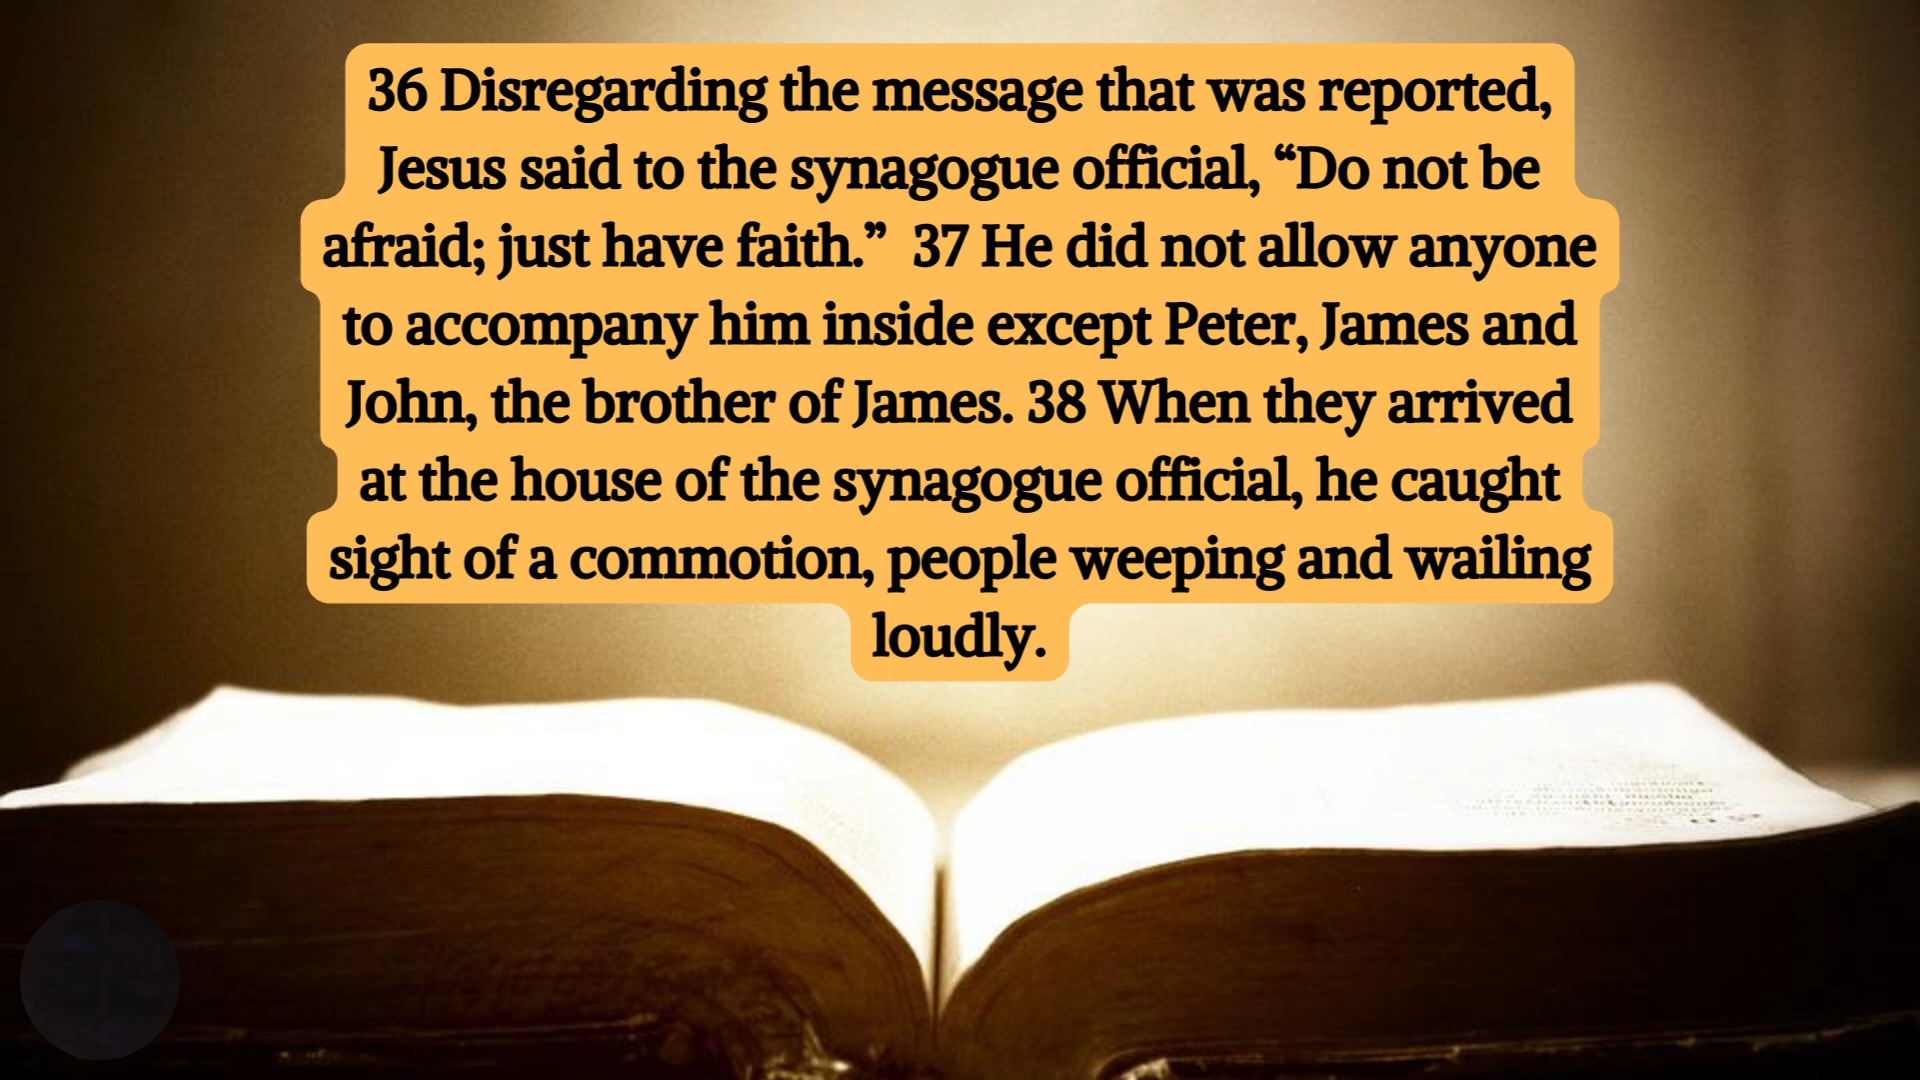 36 Disregarding the message that was reported,
Jesus said to the synagogue official, “Do not be
afraid; just have faith.”  37 He did not allow anyone
to accompany him inside except Peter, James and
John, the brother of James. 38 When they arrived
at the house of the synagogue official, he caught
sight of a commotion, people weeping and wailing
loudly.